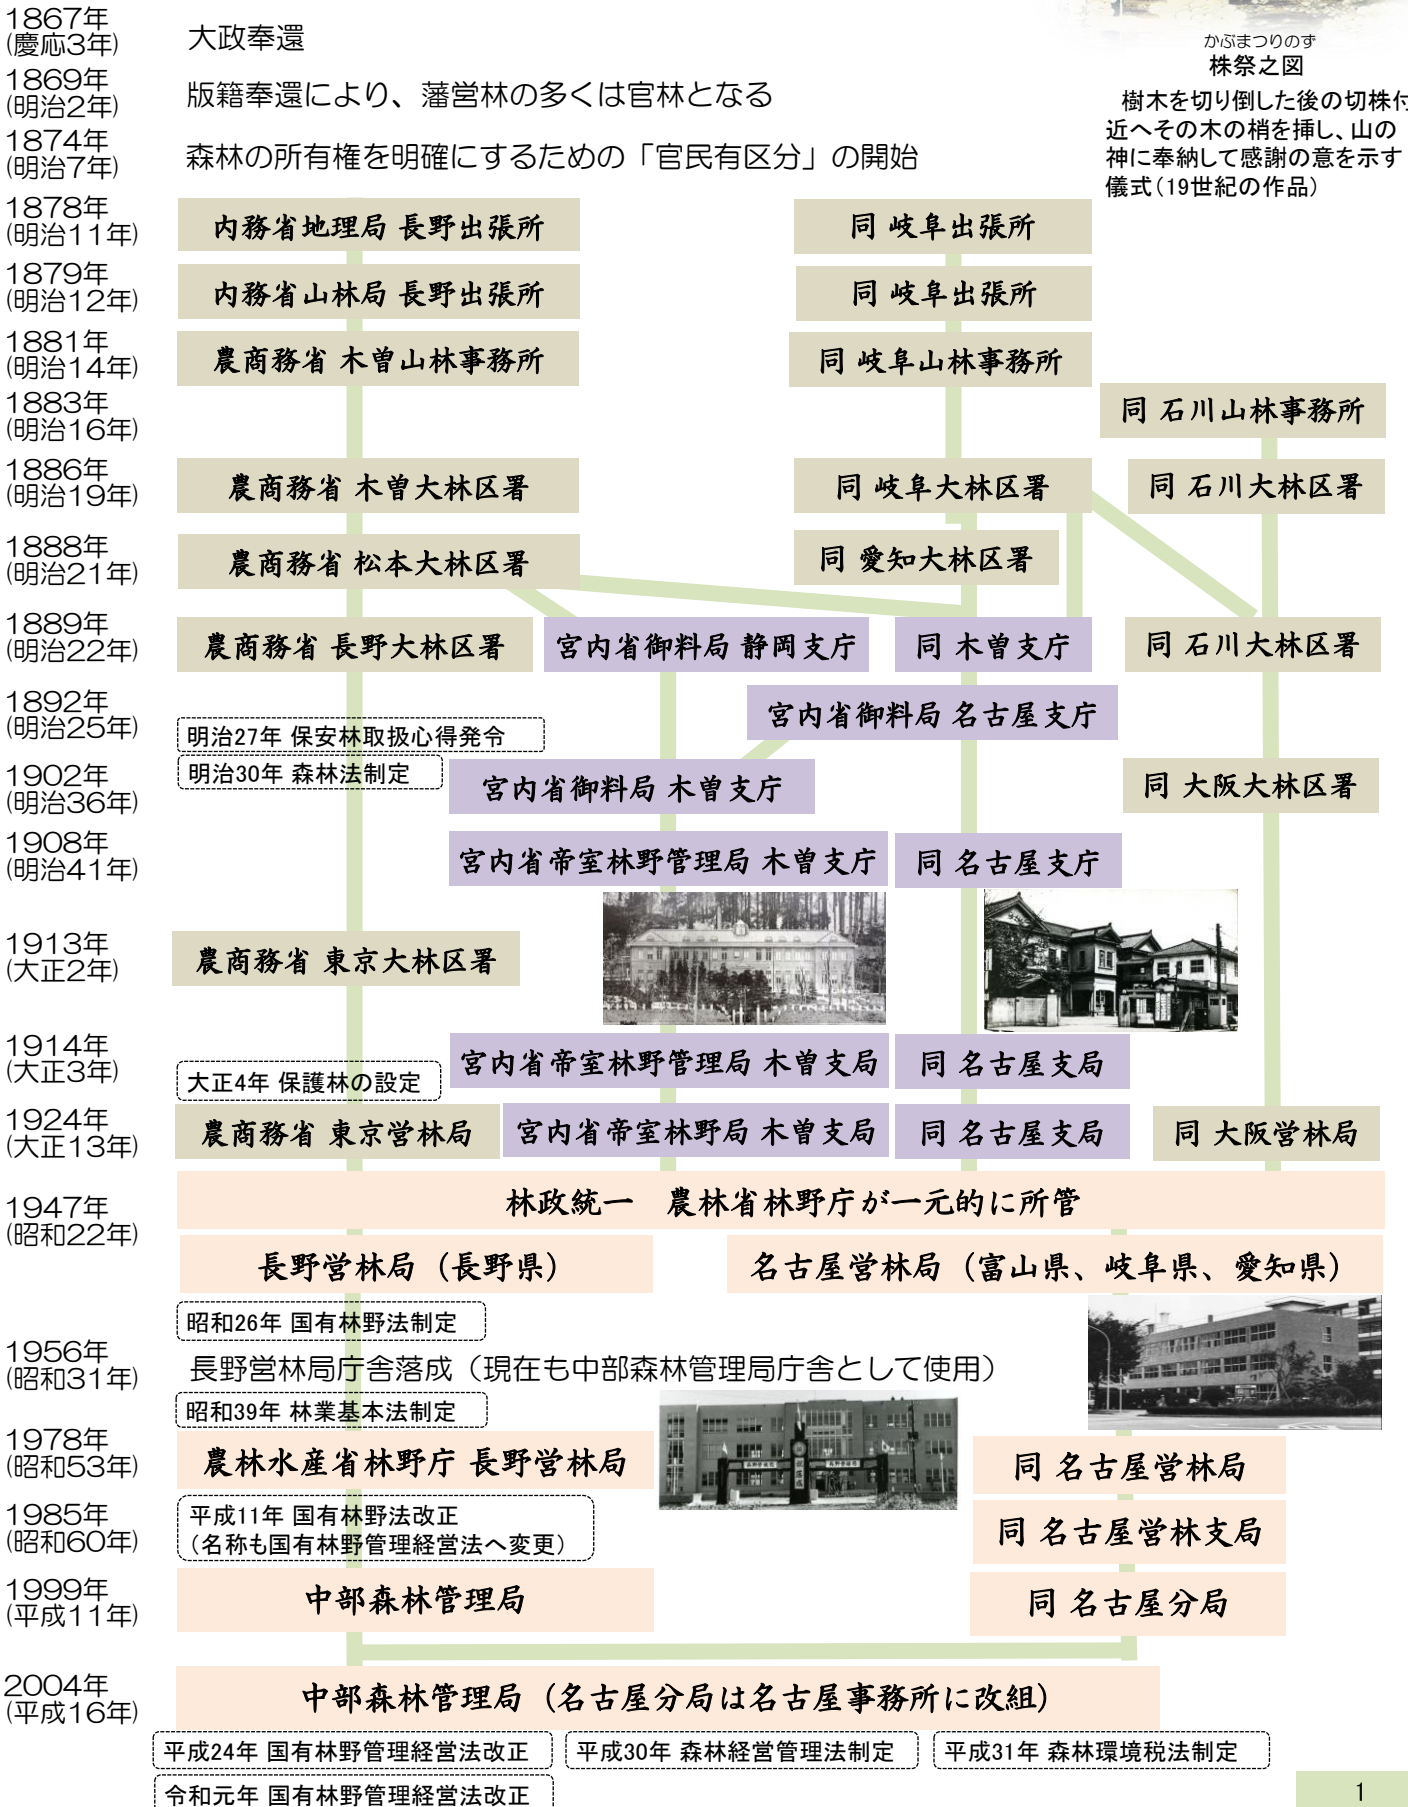 1867年
(慶応3年)
大政奉還
かぶまつりのず
株祭之図
樹木を切り倒した後の切株付
近へその木の梢を挿し、山の
神に奉納して感謝の意を示す
儀式(19世紀の作品)
1869年
(明治2年)
版籍奉還により、藩営林の多くは官林となる
1874年
(明治7年)
森林の所有権を明確にするための「官民有区分」の開始
1878年
(明治11年)
内務省地理局 長野出張所
同 岐阜出張所
1879年
(明治12年)
内務省山林局 長野出張所
同 岐阜出張所
1881年
(明治14年)
農商務省 木曽山林事務所
同 岐阜山林事務所
1883年
(明治16年)
同 石川山林事務所
1886年
(明治19年)
農商務省 木曽大林区署
同 岐阜大林区署
同 石川大林区署
1888年
(明治21年)
農商務省 松本大林区署
同 愛知大林区署
1889年
(明治22年)
農商務省 長野大林区署
宮内省御料局 静岡支庁
同 木曽支庁
同 石川大林区署
1892年
(明治25年)
宮内省御料局 名古屋支庁
明治27年 保安林取扱心得発令
明治30年 森林法制定
1902年
(明治36年)
宮内省御料局 木曽支庁
同 大阪大林区署
1908年
(明治41年)
宮内省帝室林野管理局 木曽支庁
同 名古屋支庁
1913年
(大正2年)
農商務省 東京大林区署
1914年
(大正3年)
宮内省帝室林野管理局 木曽支局
同 名古屋支局
大正4年 保護林の設定
1924年
(大正13年)
農商務省 東京営林局
宮内省帝室林野局 木曽支局
同 名古屋支局
同 大阪営林局
1947年
(昭和22年)
林政統一　農林省林野庁が一元的に所管
長野営林局（長野県）
名古屋営林局（富山県、岐阜県、愛知県）
昭和26年 国有林野法制定
1956年
(昭和31年)
長野営林局庁舎落成（現在も中部森林管理局庁舎として使用）
昭和39年 林業基本法制定
1978年
(昭和53年)
農林水産省林野庁 長野営林局
同 名古屋営林局
1985年
(昭和60年)
平成11年 国有林野法改正
（名称も国有林野管理経営法へ変更）
同 名古屋営林支局
1999年
(平成11年)
中部森林管理局
同 名古屋分局
2004年
(平成16年)
中部森林管理局（名古屋分局は名古屋事務所に改組）
平成24年 国有林野管理経営法改正
平成30年 森林経営管理法制定
平成31年 森林環境税法制定
令和元年 国有林野管理経営法改正
1